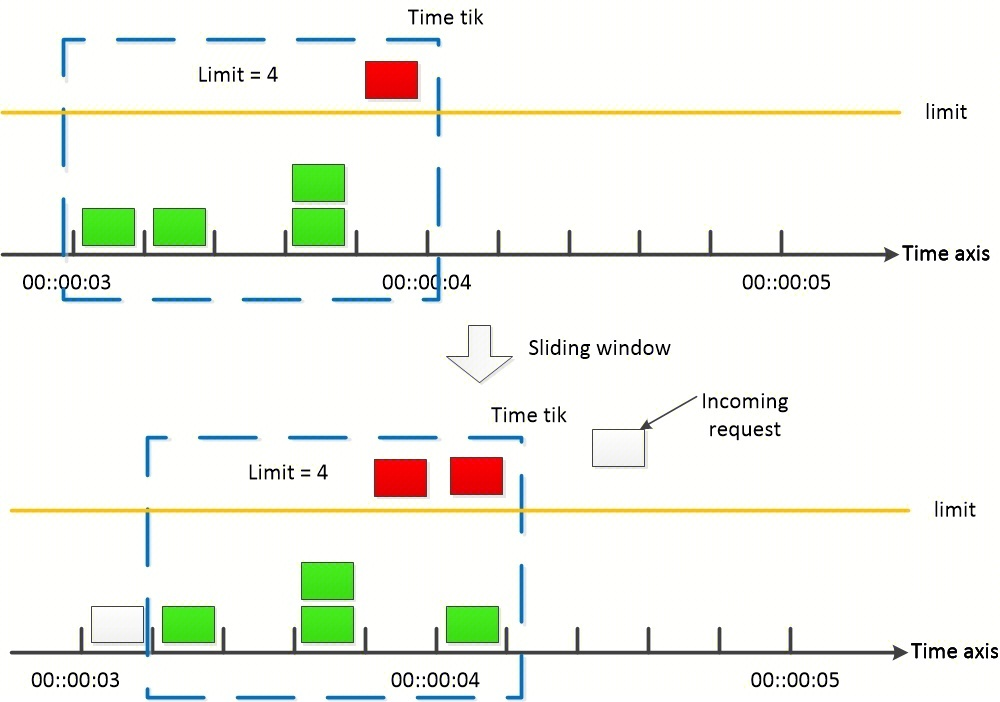 Time tik
Limit = 4
limit
Time axis
00::00:03
00::00:04
00::00:05
Sliding window
Incoming
request
Time tik
Limit = 4
limit
Time axis
00::00:03
00::00:04
00::00:05